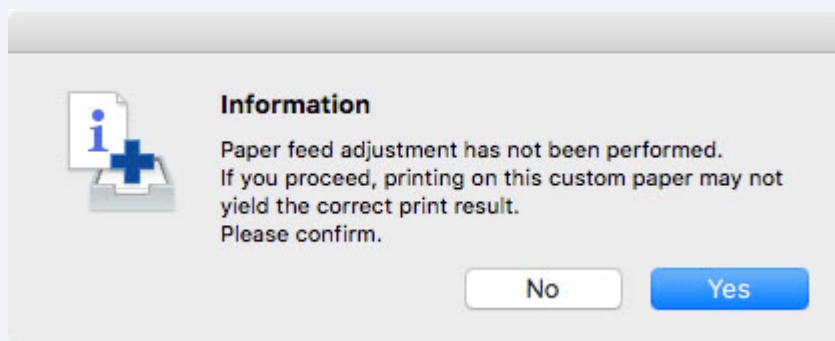 Information
Paper feed adjustment has not been performed.
If you proceed, printing on this custom paper may not
yield the correct print result.
Please confirm.
No
Yes